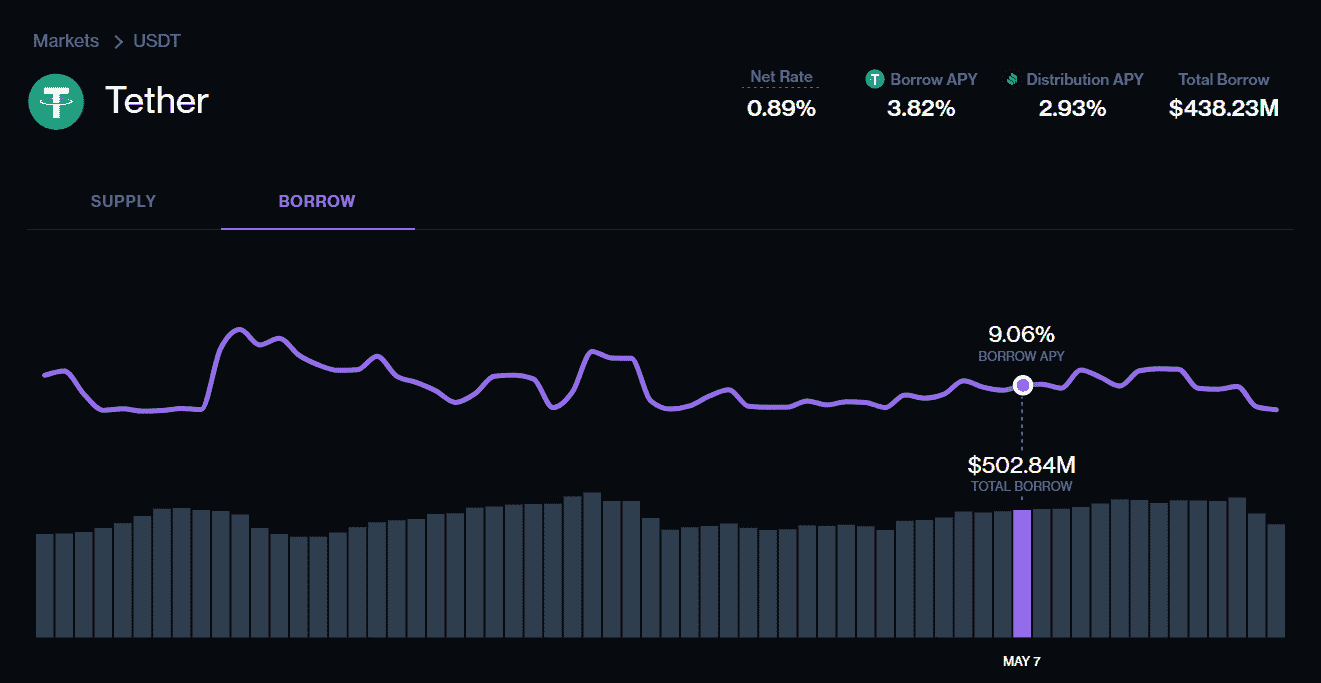 Markets > USDT
Tether
Net Rate
0.89%
Borrow APY
3.82%
Distribution APY
2.93%
Total Borrow
$438.23M
SUPPLY
BORROW
9.06%
BORROW APY
$502.84M
TOTAL BORROW
MAY 7